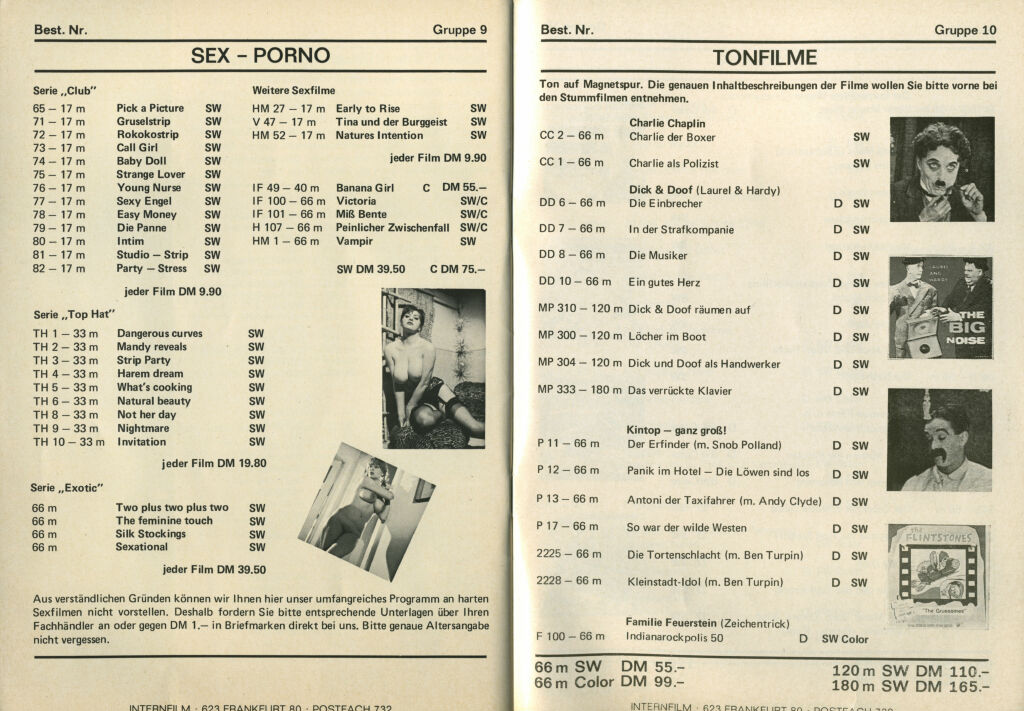 Best. Nr. Gruppe 9
SEX – PORNO
Serie „Club"
65 – 17 m Pick a Picture SW
71 – 17 m Gruselstrip SW
72 – 17 m Rokokostrip SW
73 – 17 m Call Girl SW
74 – 17 m Baby Doll SW
75 – 17 m Strange Lover SW
76 – 17 m Young Nurse SW
77 – 17 m Sexy Engel SW
78 – 17 m Easy Money SW
79 – 17 m Die Panne SW
80 – 17 m Intim SW
81 – 17 m Studio – Strip SW
82 – 17 m Party – Stress SW
jeder Film DM 9.90
Serie „Top Hat"
TH 1 – 33 m Dangerous curves SW
TH 2 – 33 m Mandy reveals SW
TH 3 – 33 m Strip Party SW
TH 4 – 33 m Harem dream SW
TH 5 – 33 m What's cooking SW
TH 6 – 33 m Natural beauty SW
TH 8 – 33 m Not her day SW
TH 9 – 33 m Nightmare SW
TH 10 – 33 m Invitation SW
jeder Film DM 19.80
Serie „Exotic"
66 m Two plus two plus two SW
66 m The feminine touch SW
66 m Silk Stockings SW
66 m Sexational SW
jeder Film DM 39.50
Weitere Sexfilme
HM 27 – 17 m Early to Rise SW
V 47 – 17 m Tina und der Burggeist SW
HM 52 – 17 m Natures Intention SW
jeder Film DM 9.90
IF 49 – 40 m Banana Girl C DM 55.–
IF 100 – 66 m Victoria SW/C
IF 101 – 66 m Miß Bente SW/C
H 107 – 66 m Peinlicher Zwischenfall SW/C
HM 1 – 66 m Vampir SW
SW DM 39.50 C DM 75.–
Aus verständlichen Gründen können wir Ihnen hier unser umfangreiches Programm an harten
Sexfilmen nicht vorstellen. Deshalb fordern Sie bitte entsprechende Unterlagen über Ihren
Fachhändler an oder gegen DM 1.– in Briefmarken direkt bei uns. Bitte genaue Altersangabe
nicht vergessen.
INTERNFILM · 623 FRANKFURT 80 · POSTFACH 732
Best. Nr. Gruppe 10
TONFILME
Ton auf Magnetspur. Die genauen Inhaltbeschreibungen der Filme wollen Sie bitte vorne bei
den Stummfilmen entnehmen.
Charlie Chaplin
CC 2 – 66 m Charlie der Boxer SW
CC 1 – 66 m Charlie als Polizist SW
Dick & Doof (Laurel & Hardy)
DD 6 – 66 m Die Einbrecher D SW
DD 7 – 66 m In der Strafkompanie D SW
DD 8 – 66 m Die Musiker D SW
DD 10 – 66 m Ein gutes Herz D SW
MP 310 – 120 m Dick & Doof räumen auf D SW
MP 300 – 120 m Löcher im Boot D SW
MP 304 – 120 m Dick und Doof als Handwerker D SW
MP 333 – 180 m Das verrückte Klavier D SW
Kintop – ganz groß!
P 11 – 66 m Der Erfinder (m. Snob Polland) D SW
P 12 – 66 m Panik im Hotel – Die Löwen sind los D SW
P 13 – 66 m Antoni der Taxifahrer (m. Andy Clyde) D SW
P 17 – 66 m So war der wilde Westen D SW
2225 – 66 m Die Tortenschlacht (m. Ben Turpin) D SW
2228 – 66 m Kleinstadt-Idol (m. Ben Turpin) D SW
Familie Feuerstein (Zeichentrick)
F 100 – 66 m Indianarockpolis 50 D SW Color
LAUREL
AND
HARDY
THE
BIG
NOISE
the
FLINTSTONES
"The Gruesomes"
66 m SW DM 55.–
66 m Color DM 99.–
120 m SW DM 110.–
180 m SW DM 165.–
INTERNFILM · 623 FRANKFURT 80 · POSTFACH 732